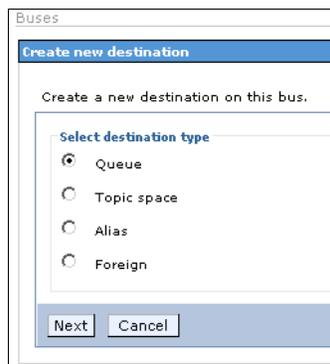 Buses
Create new destination
Create a new destination on this bus.
Select destination type
Queue
Topic space
Alias
Foreign
Next Cancel